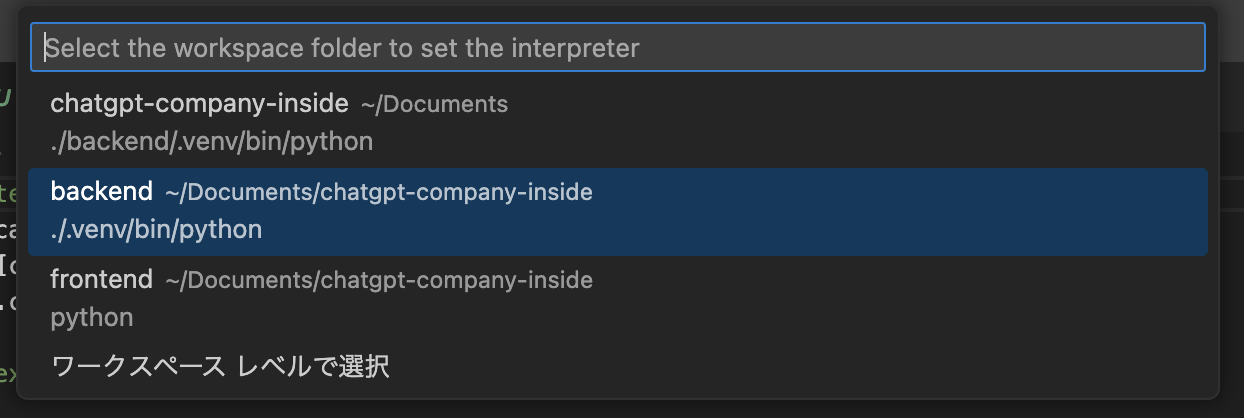 Select the workspace folder to set the interpreter
chatgpt-company-inside ~/Documents
./backend/.venv/bin/python
backend ~/Documents/chatgpt-company-inside
./.venv/bin/python
frontend ~/Documents/chatgpt-company-inside
python
ワークスペース レベルで選択